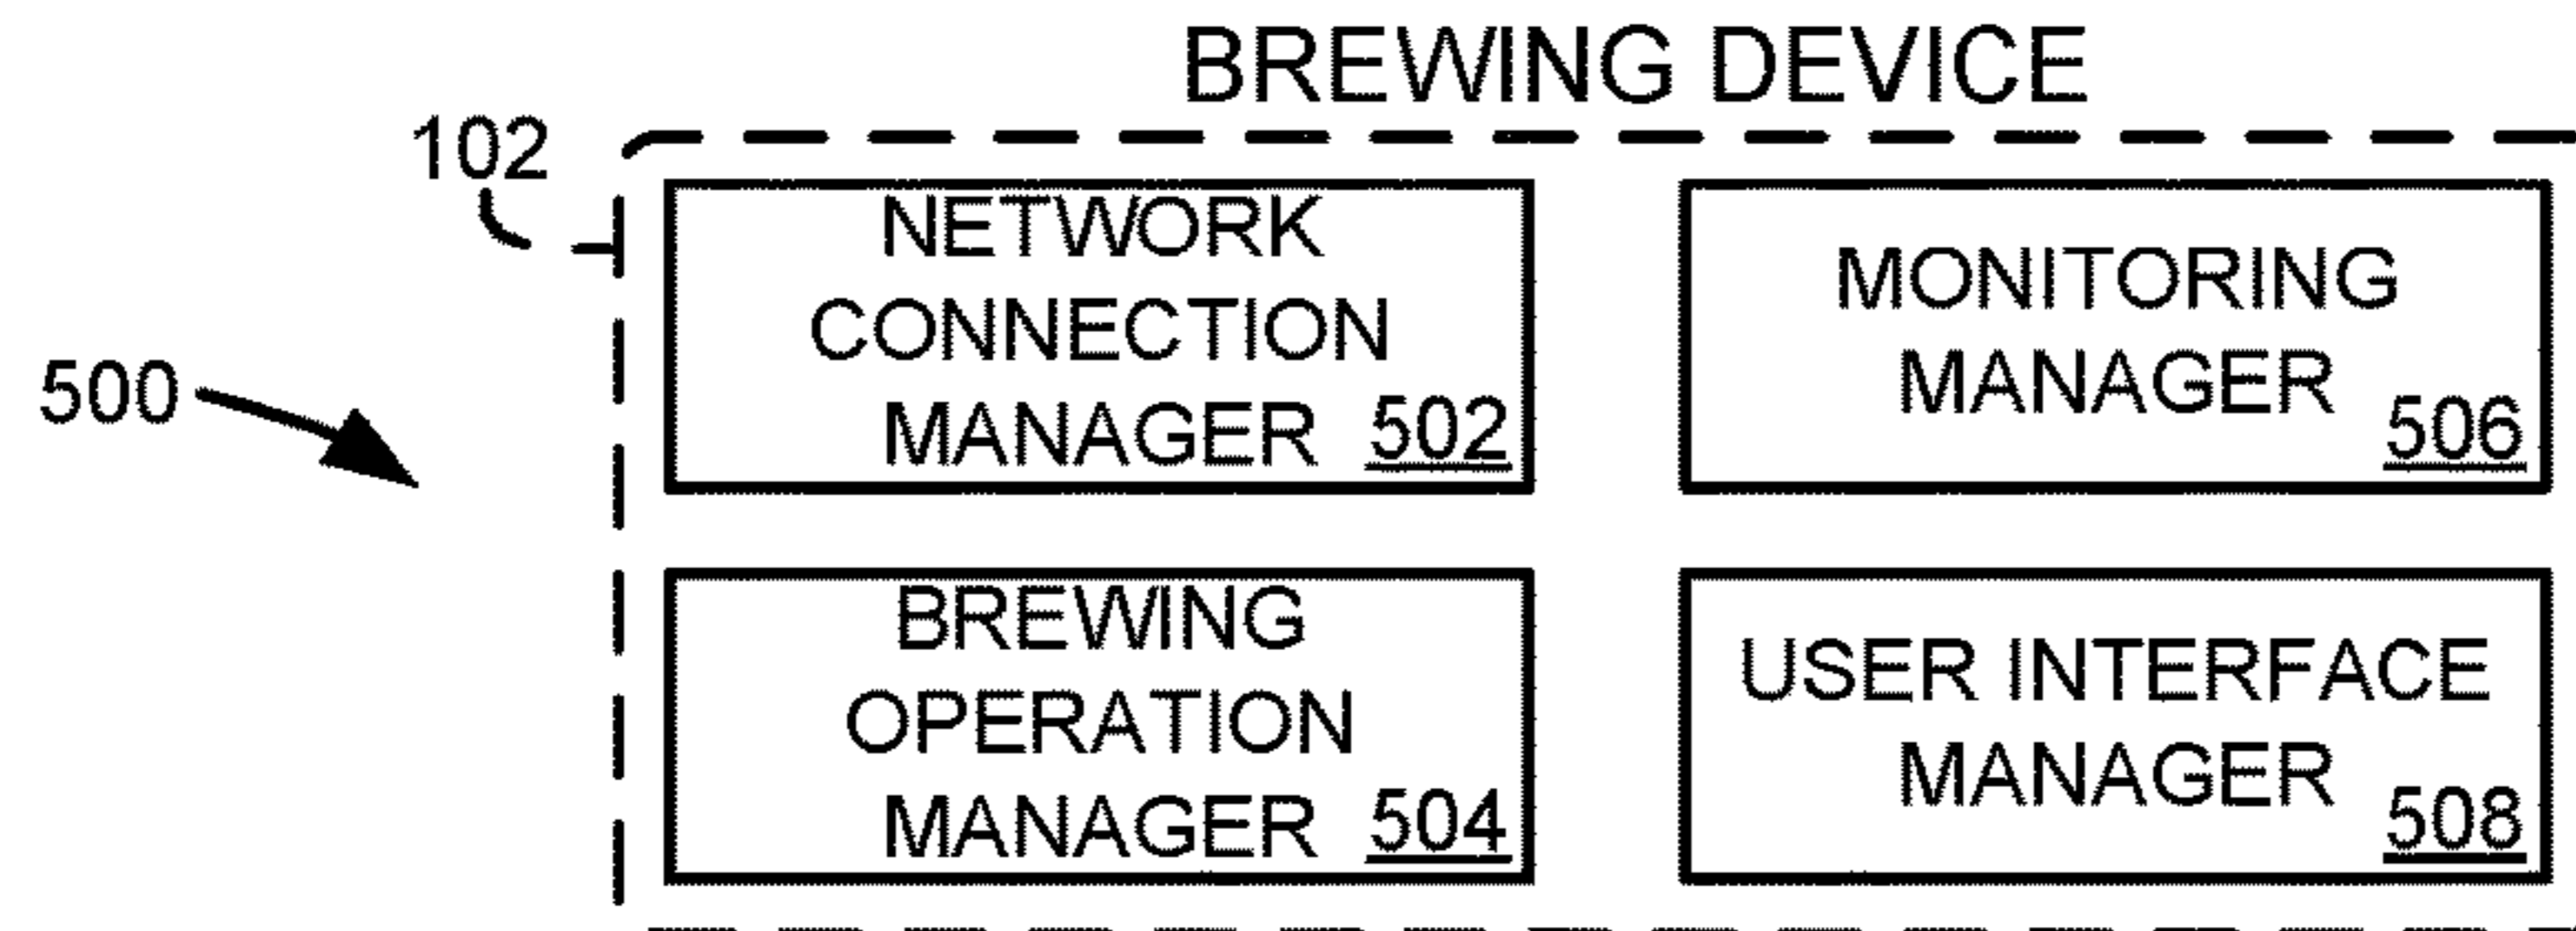 BREWING DEVICE
102
500
NETWORK
CONNECTION
MANAGER 502
MONITORING
MANAGER
506
BREWING
OPERATION
MANAGER 504
USER INTERFACE
MANAGER
508